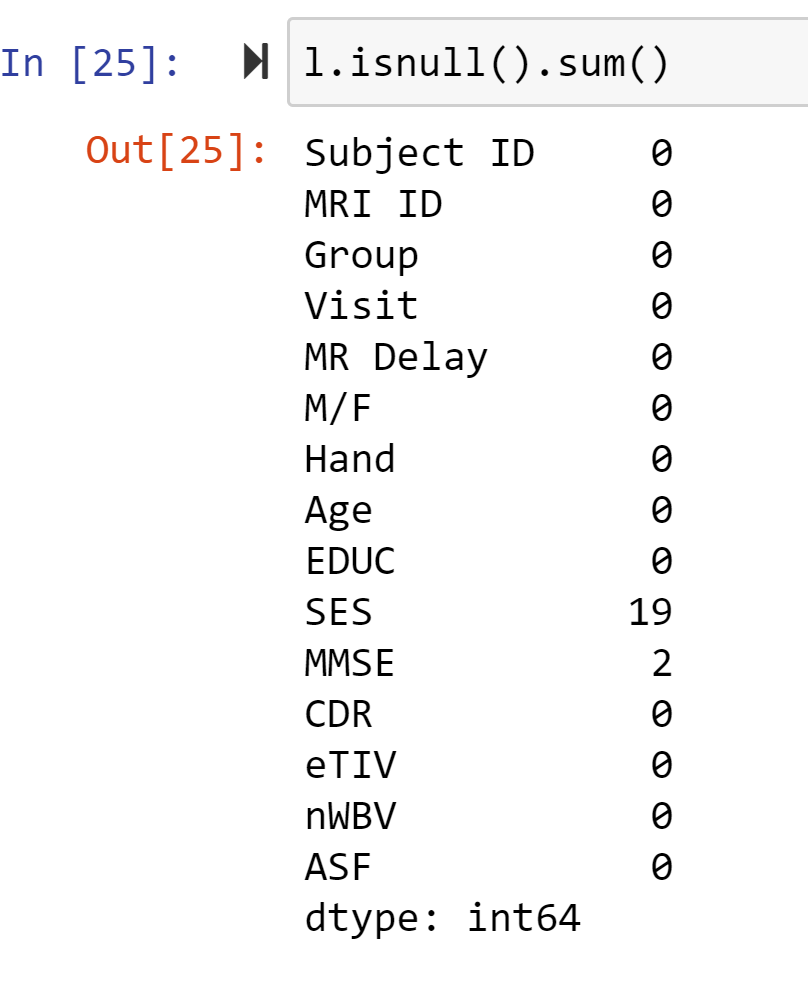 In [25]: l.isnull().sum()
Out[25]: Subject ID 0
MRI ID 0
Group 0
Visit 0
MR Delay 0
M/F 0
Hand 0
Age 0
EDUC 0
SES 19
MMSE 2
CDR 0
eTIV 0
nWBV 0
ASF 0
dtype: int64